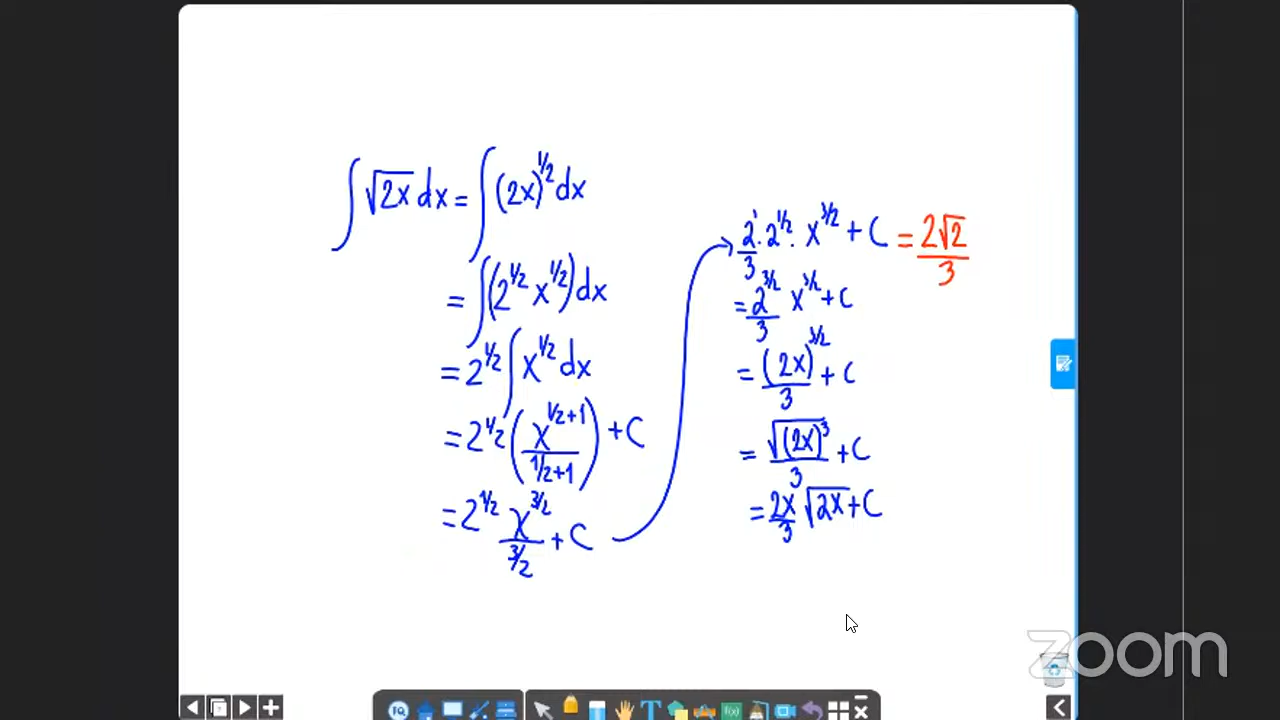 ∫ √2x dx = ∫ (2x)^1/2 dx
= ∫ (2^1/2 x^1/2) dx
= 2^1/2 ∫ x^1/2 dx
= 2^1/2 (x^1/2+1 / 1/2+1) + C
= 2^1/2 x^3/2 / 3/2 + C
2^1/3 · 2^1/2 · x^3/2 + C = 2√2/3
= 2^3/2/3 x^3/2 + C
= (2x)^3/2 / 3 + C
= √(2x)^3 / 3 + C
= 2x/3 √2x + C
zoom